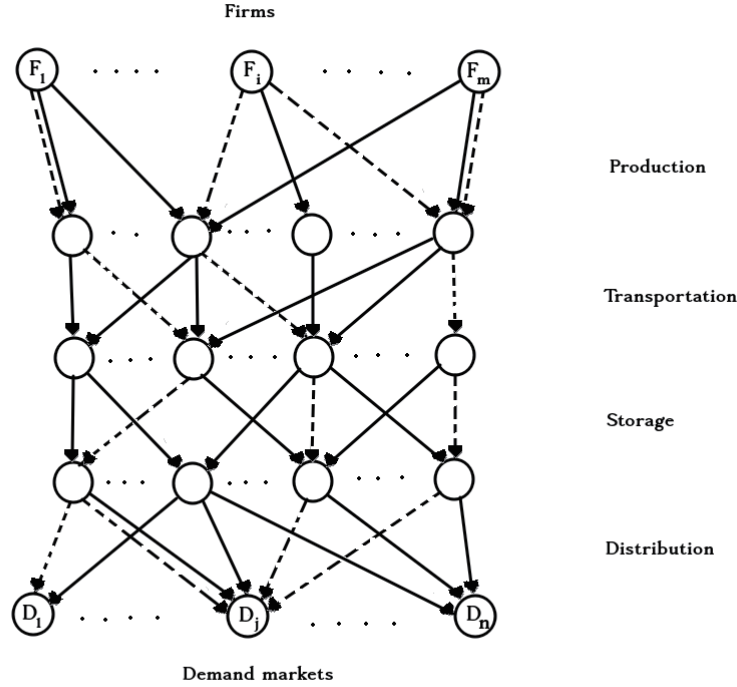 Firms
F1 . . . . Fi . . . . Fm
Production
Transportation
Storage
Distribution
D1 . . . . . Dj . . . . . Dn
Demand markets